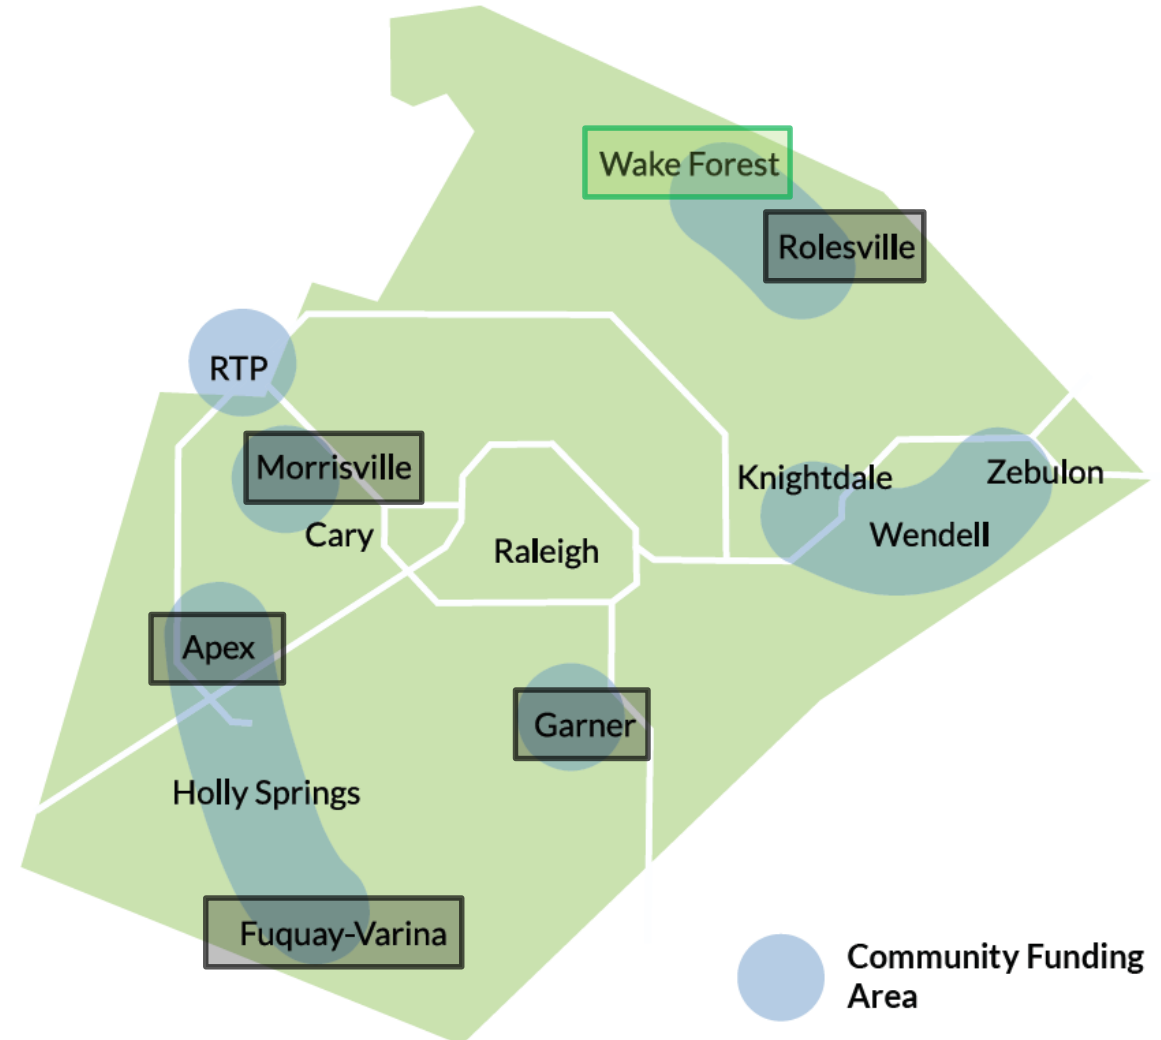 Wake Forest
Rolesville
RTP
Morrisville
Knightdale
Zebulon
Cary
Raleigh
Wendell
Apex
Garner
Holly Springs
Fuquay-Varina
Community Funding
Area